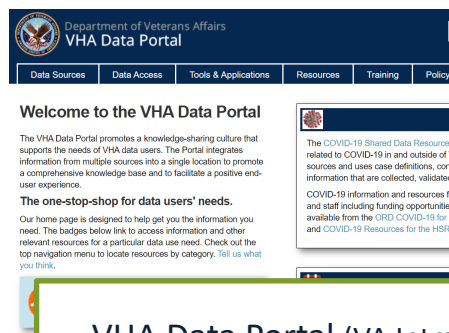 Department of Veterans Affairs
VHA Data Portal
Data Sources
Data Access
Tools & Applications
Resources
Training
Policy
Welcome to the VHA Data Portal
The VHA Data Portal promotes a knowledge-sharing culture that
supports the needs of VHA data users. The Portal integrates
information from multiple sources into a single location to promote
a comprehensive knowledge base and to facilitate a positive end-
user experience.
The one-stop-shop for data users' needs.
Our home page is designed to help get you the information you
need. The badges below link to access information and other
relevant resources for a particular data use need. Check out the
top navigation menu to locate resources by category. Tell us what
you think.
The COVID-19 Shared Data Resource
related to COVID-19 in and outside of
sources and uses case definitions, con
information that are collected, validated
COVID-19 information and resources f
and staff including funding opportunitie
available from the ORD COVID-19 for
and COVID-19 Resources for the HSR
VHA Data Portal